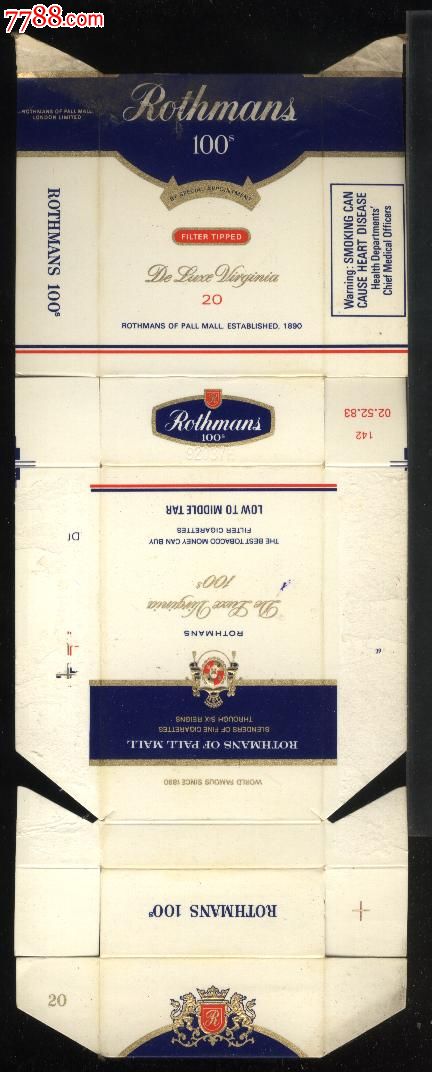 7788.com
ROTHMANS OF PALL MALL
LONDON LIMITED
Rothmans
100s
BY SPECIAL APPOINTMENT
FILTER TIPPED
De Luxe Virginia
20
ROTHMANS OF PALL MALL. ESTABLISHED. 1890
ROTHMANS 100s
Warning: SMOKING CAN
CAUSE HEART DISEASE
Health Departments'
Chief Medical Officers
R
Rothmans
100s
02.52.83
142
LOW TO MIDDLE TAR
THE BEST TOBACCO MONEY CAN BUY
FILTER CIGARETTES
De Luxe Virginia
100s
ROTHMANS
BLENDERS OF FINE CIGARETTES
THROUGH SIX REIGNS
ROTHMANS OF PALL MALL
WORLD FAMOUS SINCE 1890
ROTHMANS 100s
20
R